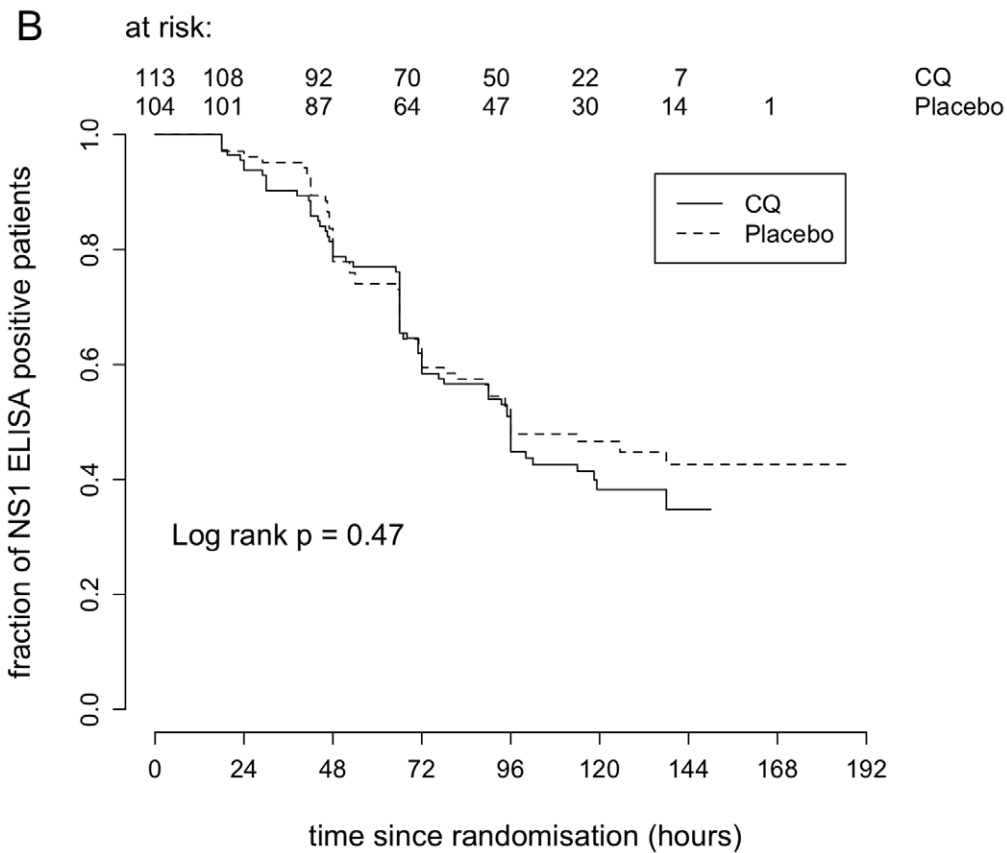 B
at risk:
113 108 92 70 50 22 7 CQ
104 101 87 64 47 30 14 1 Placebo
fraction of NS1 ELISA positive patients
1.0
0.8
0.6
0.4
0.2
0.0
CQ
Placebo
Log rank p = 0.47
0 24 48 72 96 120 144 168 192
time since randomisation (hours)